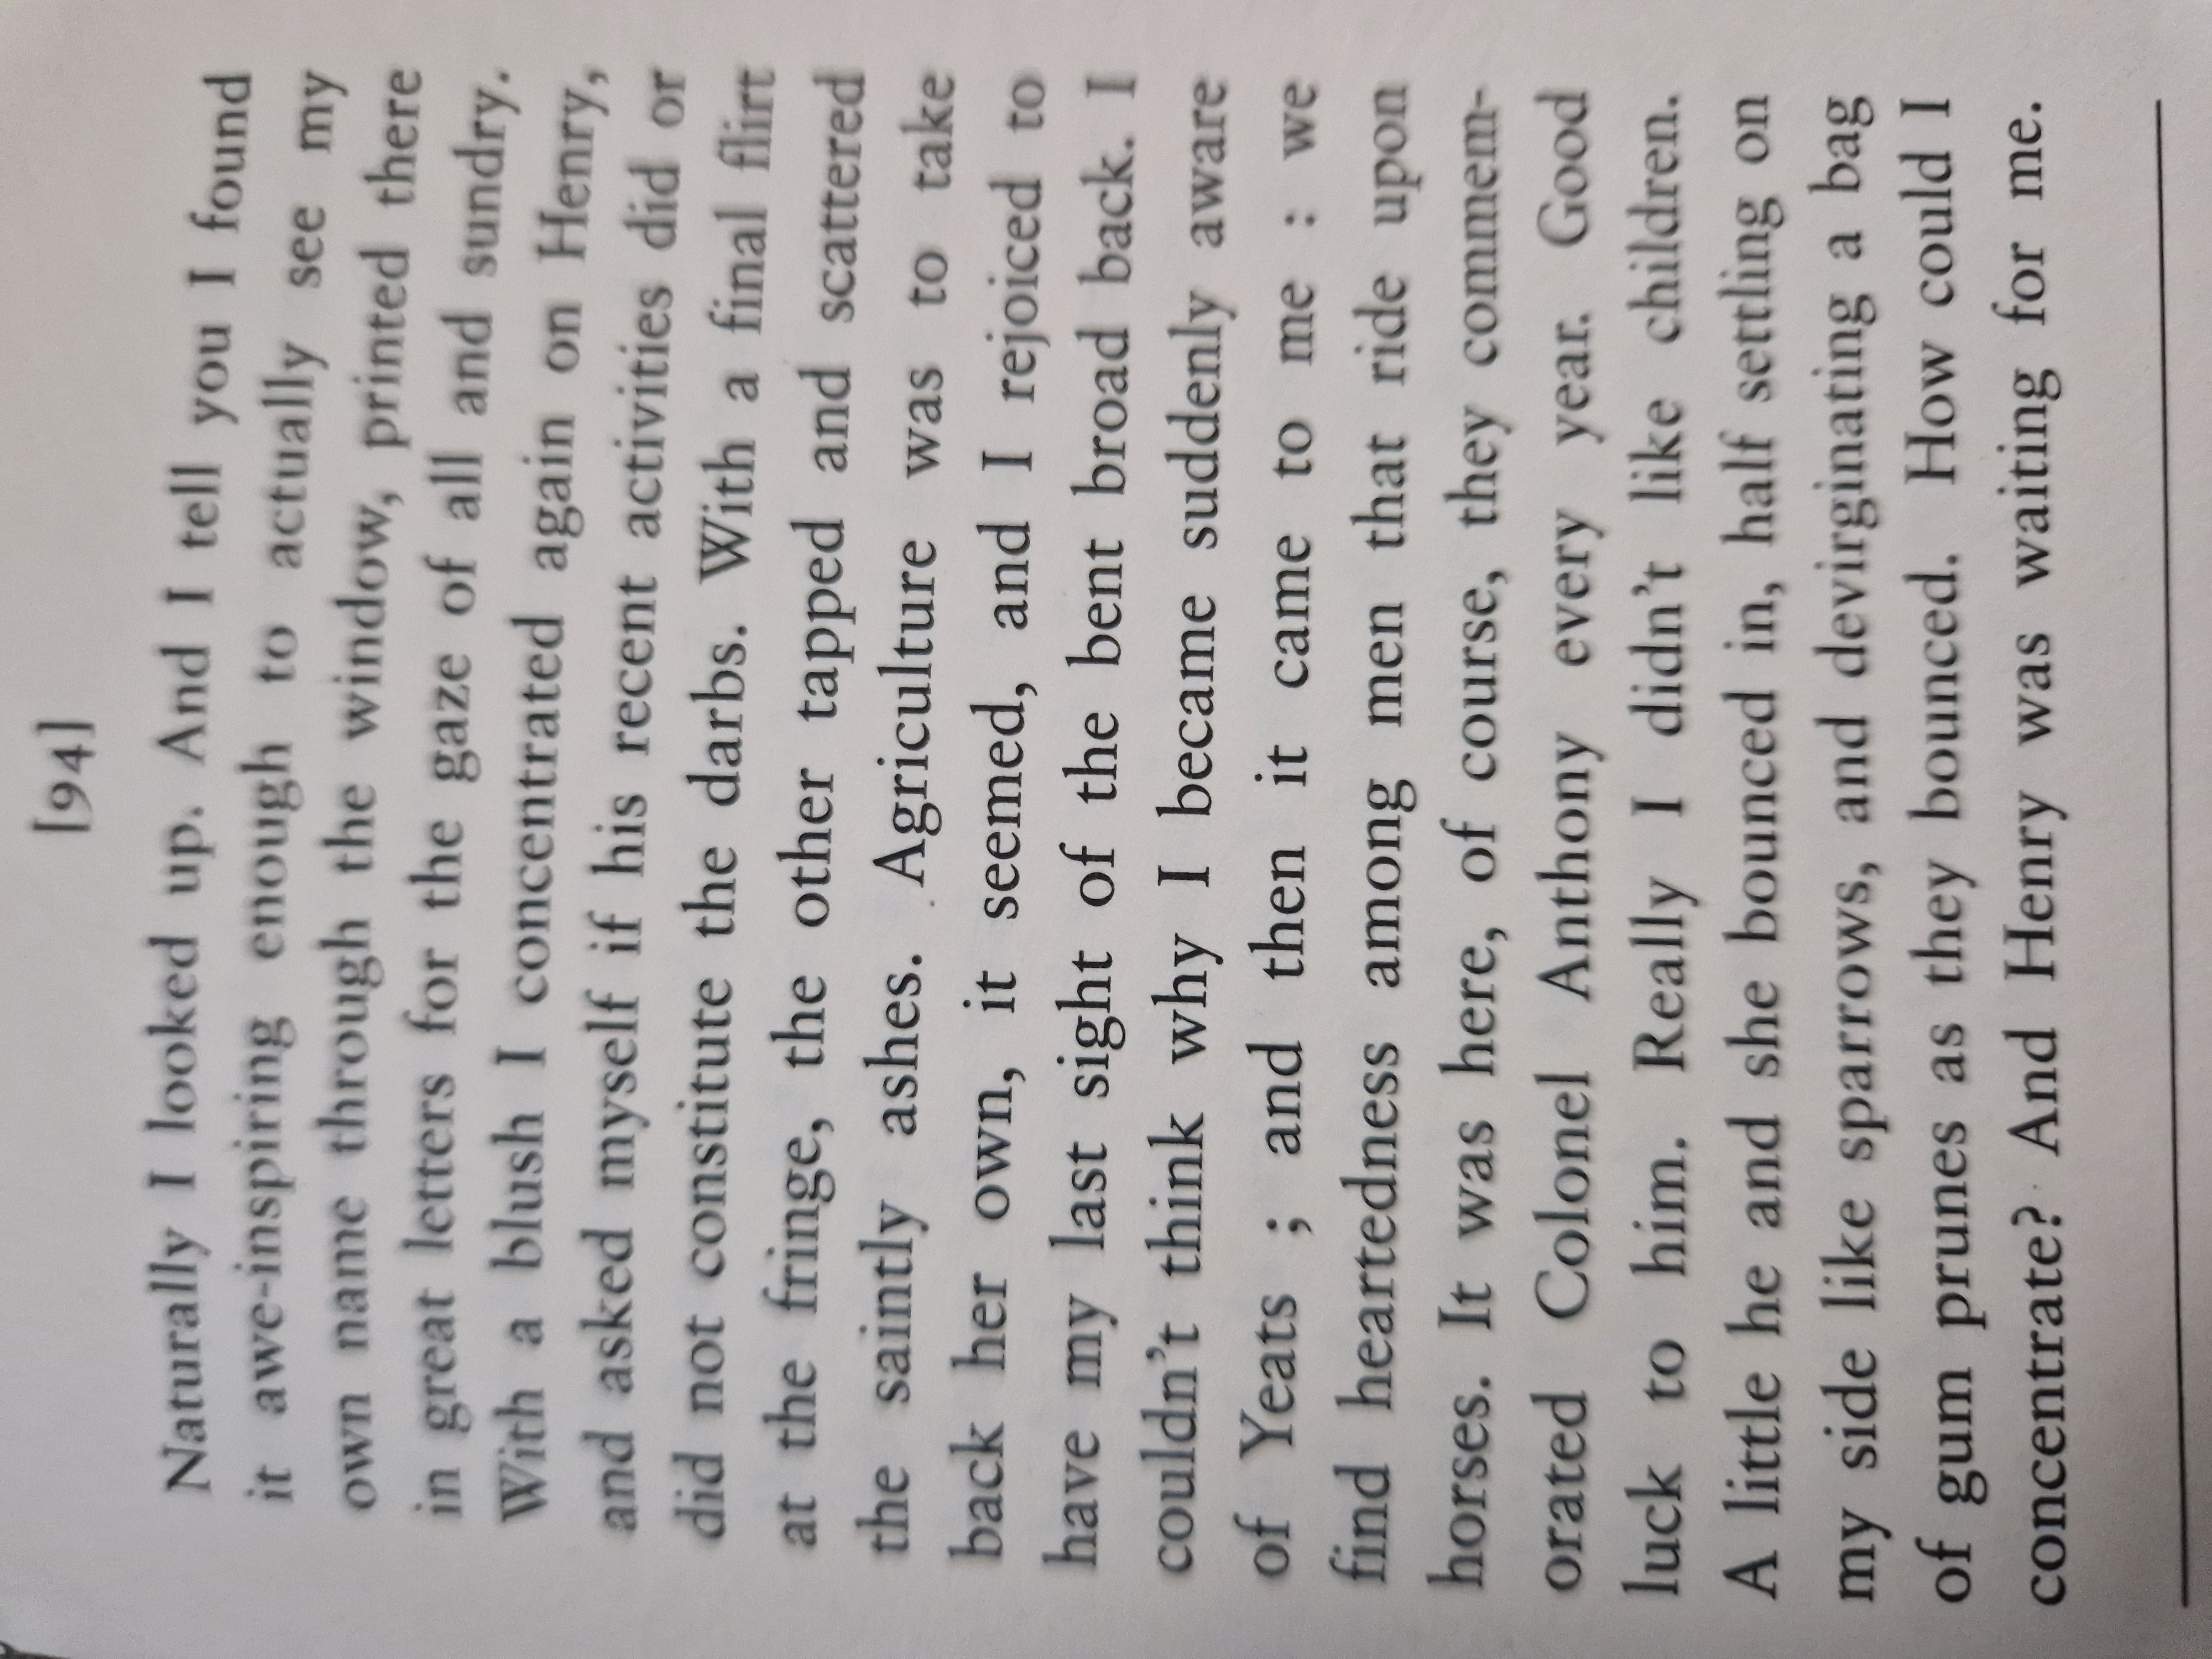 [94]
Naturally I looked up. And I tell you I found
it awe-inspiring enough to actually see my
own name through the window, printed there
in great letters for the gaze of all and sundry.
With a blush I concentrated again on Henry,
and asked myself if his recent activities did or
did not constitute the darbs. With a final flirt
at the fringe, the other tapped and scattered
the saintly ashes. Agriculture was to take
back her own, it seemed, and I rejoiced to
have my last sight of the bent broad back. I
couldn't think why I became suddenly aware
of Yeats ; and then it came to me : we
find heartedness among men that ride upon
horses. It was here, of course, they commem-
orated Colonel Anthony every year. Good
luck to him. Really I didn't like children.
A little he and she bounced in, half settling on
my side like sparrows, and devirginating a bag
of gum prunes as they bounced. How could I
concentrate? And Henry was waiting for me.